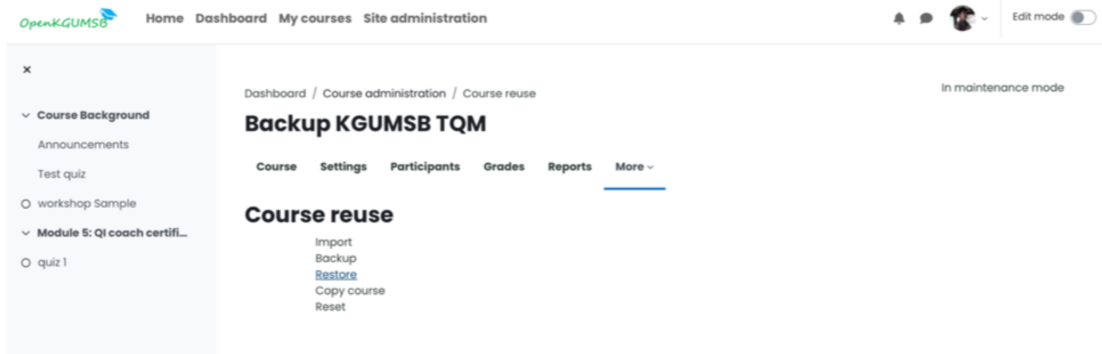 OpenKGUMSB
Home Dashboard My courses Site administration
Edit mode
In maintenance mode
Course Background
Announcements
Test quiz
workshop Sample
Module 5: QI coach certifi...
quiz 1
Dashboard / Course administration / Course reuse
Backup KGUMSB TQM
Course Settings Participants Grades Reports More
Course reuse
Import
Backup
Restore
Copy course
Reset